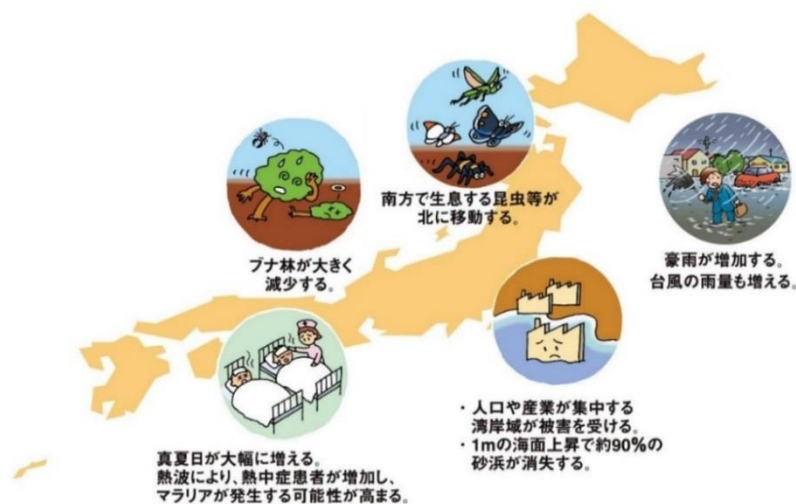 南方で生息する昆虫等が
北に移動する。
ブナ林が大きく
減少する。
豪雨が増加する。
台風の雨量も増える。
・人口や産業が集中する
湾岸域が被害を受ける。
・1mの海面上昇で約90%の
砂浜が消失する。
真夏日が大幅に増える。
熱波により、熱中症患者が増加し、
マラリアが発生する可能性が高まる。